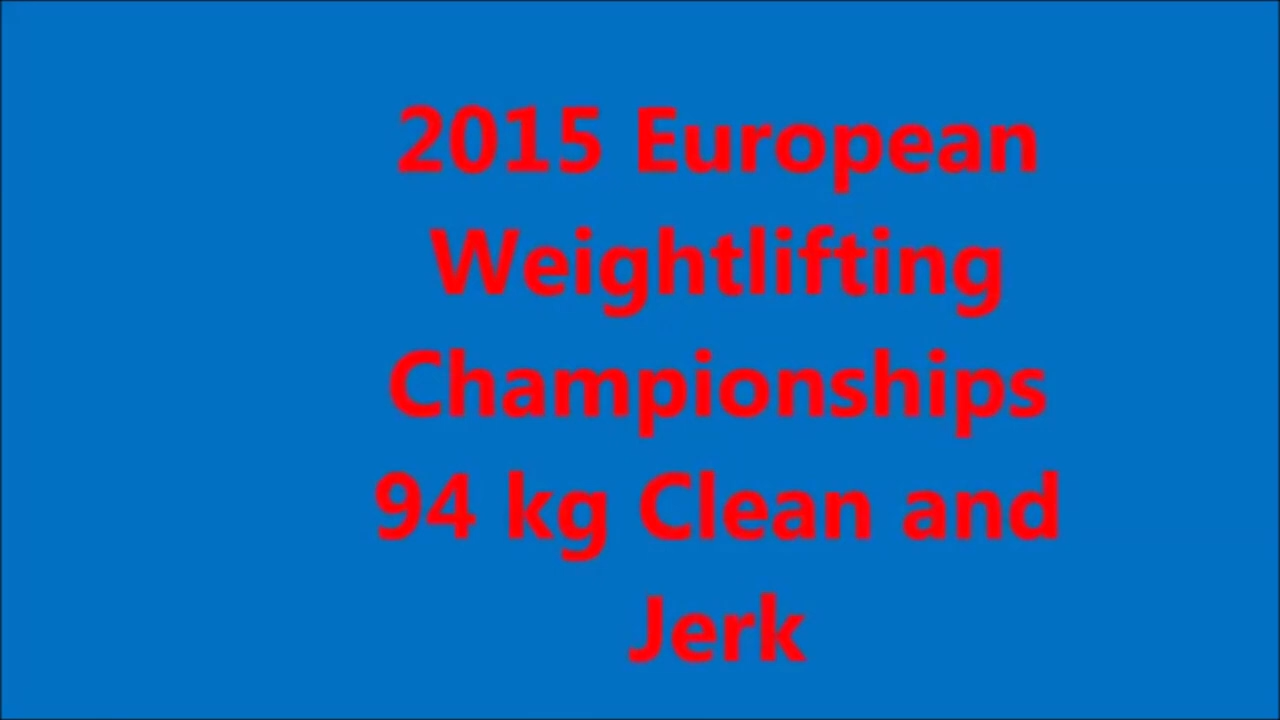 2015 European
Weightlifting
Championships
94 kg Clean and
Jerk